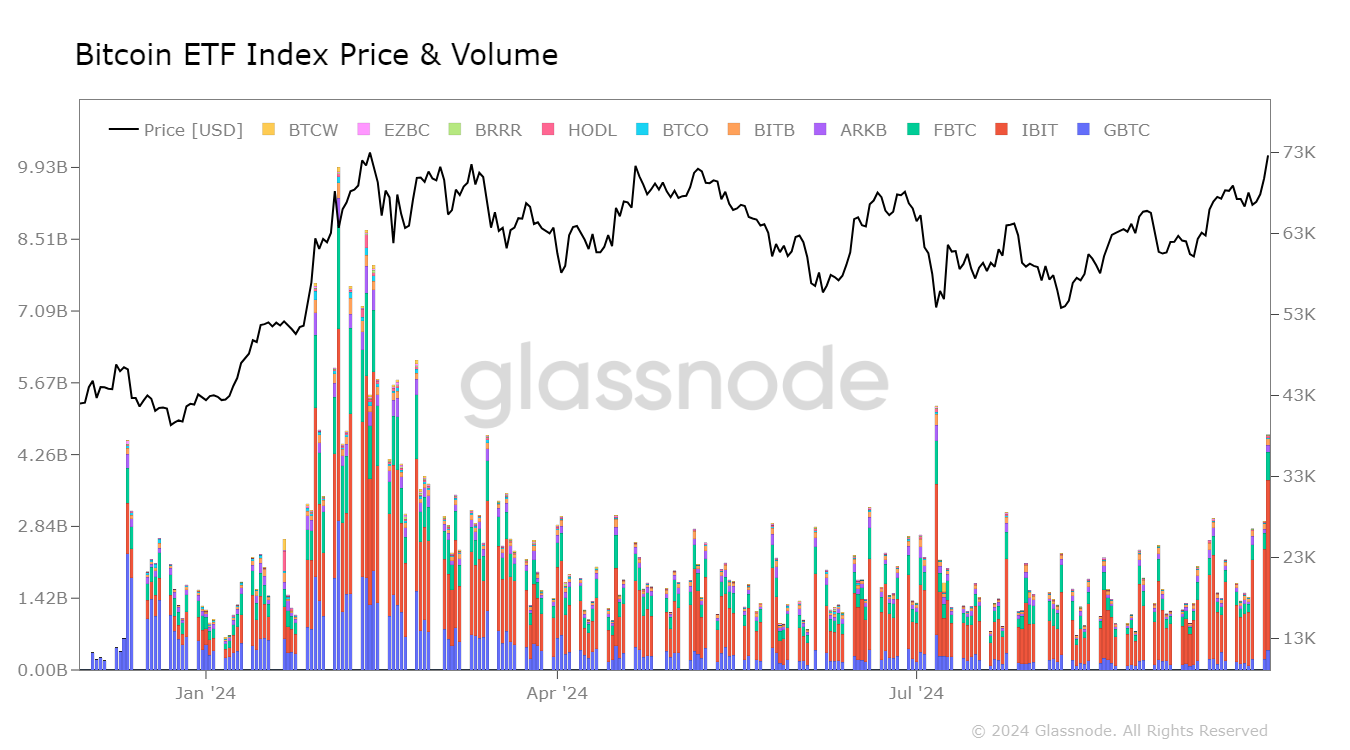 Bitcoin ETF Index Price & Volume
Price [USD] BTCW EZBC BRRR HODL BTCO BITB ARKB FBTC IBIT GBTC
9.93B
8.51B
7.09B
5.67B
4.26B
2.84B
1.42B
0.00B
73K
63K
53K
43K
33K
23K
13K
glassnode
Jan '24 Apr '24 Jul '24
© 2024 Glassnode. All Rights Reserved